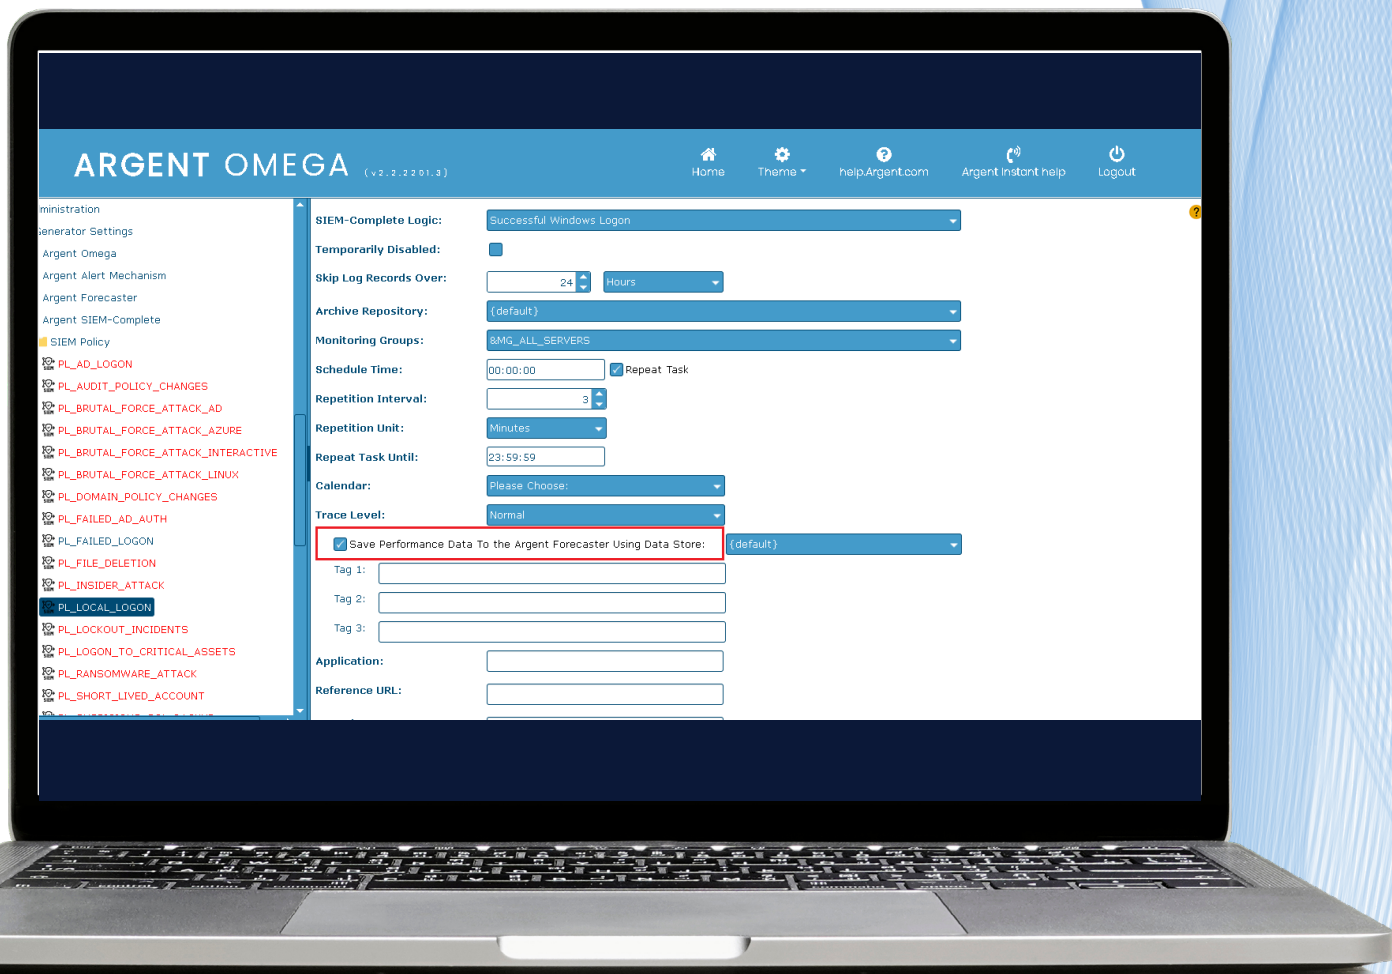 ARGENT OMEGA (v2.2.2201.3)
Home
Theme
help.Argent.com
Argent Instant help
Logout
ministration
Generator Settings
Argent Omega
Argent Alert Mechanism
Argent Forecaster
Argent SIEM-Complete
SIEM Policy
PL_AD_LOGON
PL_AUDIT_POLICY_CHANGES
PL_BRUTAL_FORCE_ATTACK_AD
PL_BRUTAL_FORCE_ATTACK_AZURE
PL_BRUTAL_FORCE_ATTACK_INTERACTIVE
PL_BRUTAL_FORCE_ATTACK_LINUX
PL_DOMAIN_POLICY_CHANGES
PL_FAILED_AD_AUTH
PL_FAILED_LOGON
PL_FILE_DELETION
PL_INSIDER_ATTACK
PL_LOCAL_LOGON
PL_LOCKOUT_INCIDENTS
PL_LOGON_TO_CRITICAL_ASSETS
PL_RANSOMWARE_ATTACK
PL_SHORT_LIVED_ACCOUNT
SIEM-Complete Logic: Successful Windows Logon
Temporarily Disabled:
Skip Log Records Over: 24 Hours
Archive Repository: {default}
Monitoring Groups: &MG_ALL_SERVERS
Schedule Time: 00:00:00 Repeat Task
Repetition Interval: 3
Repetition Unit: Minutes
Repeat Task Until: 23:59:59
Calendar: Please Choose:
Trace Level: Normal
Save Performance Data To the Argent Forecaster Using Data Store: {default}
Tag 1:
Tag 2:
Tag 3:
Application:
Reference URL: